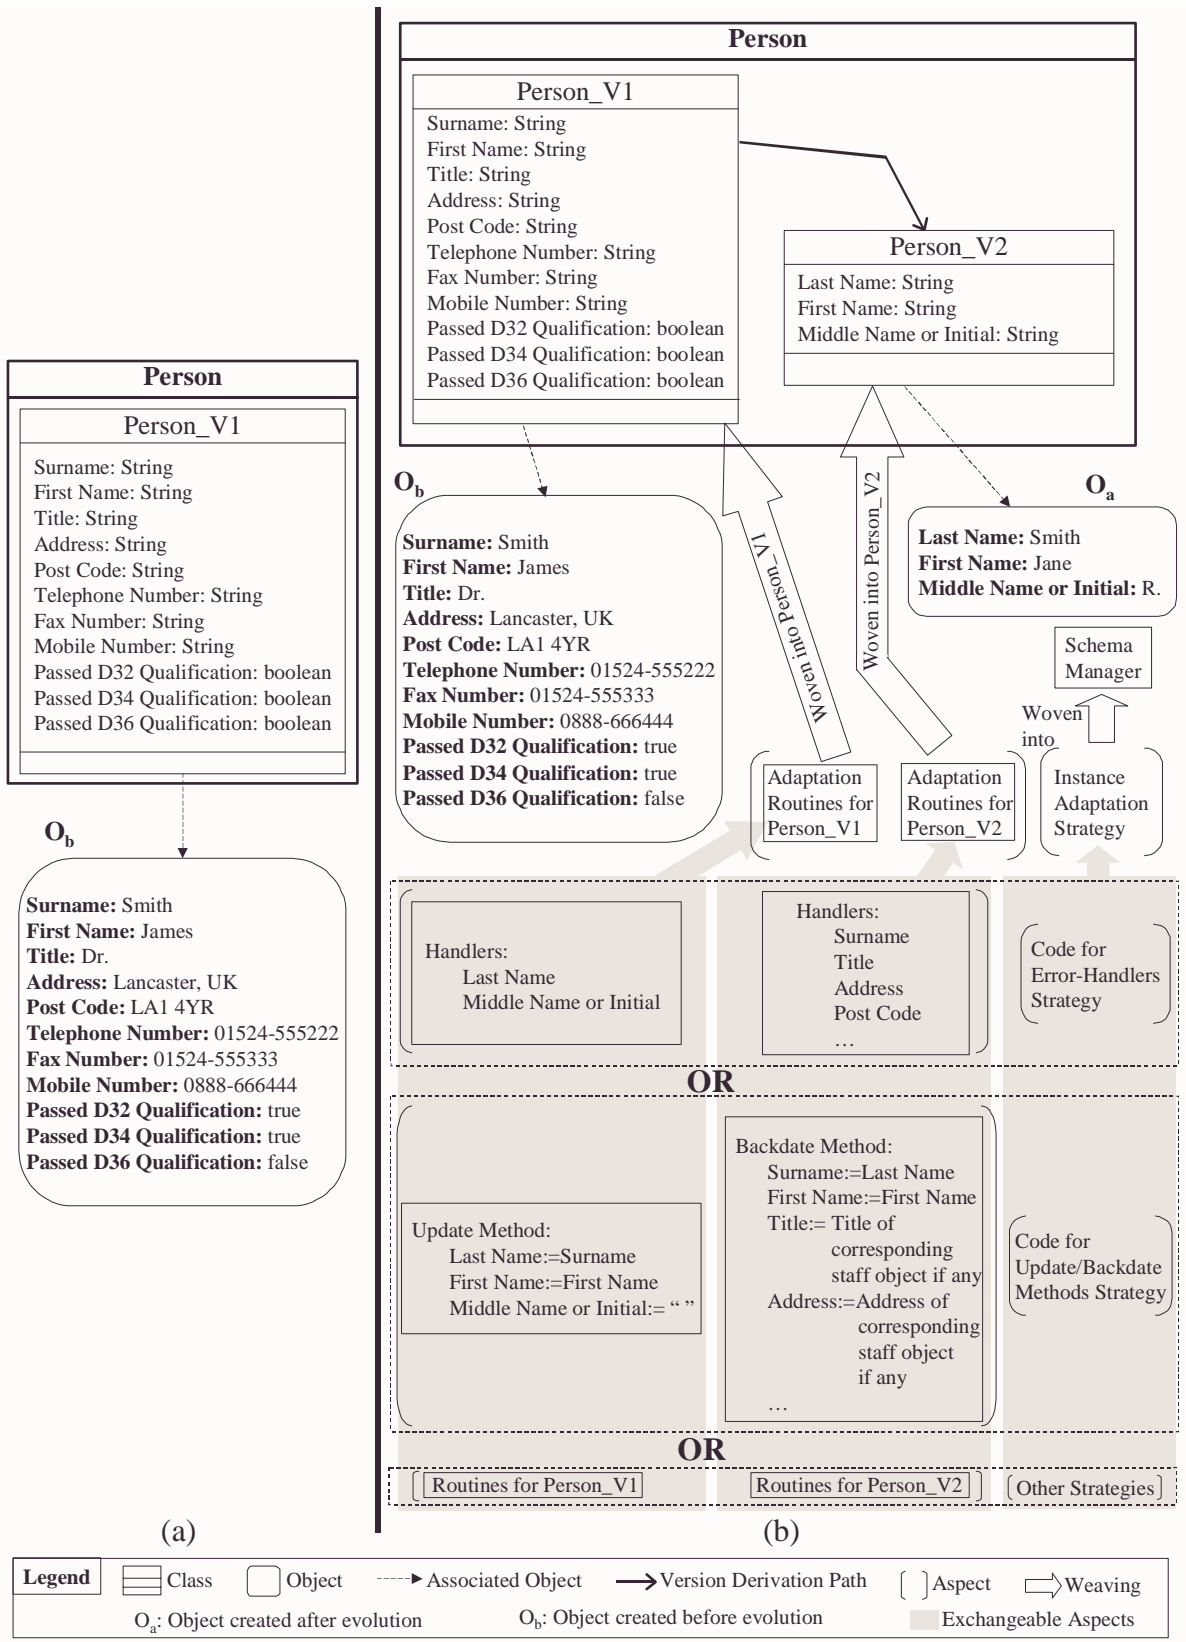 Person
Person_V1
Surname: String
First Name: String
Title: String
Address: String
Post Code: String
Telephone Number: String
Fax Number: String
Mobile Number: String
Passed D32 Qualification: boolean
Passed D34 Qualification: boolean
Passed D36 Qualification: boolean
Ob
Surname: Smith
First Name: James
Title: Dr.
Address: Lancaster, UK
Post Code: LA1 4YR
Telephone Number: 01524-555222
Fax Number: 01524-555333
Mobile Number: 0888-666444
Passed D32 Qualification: true
Passed D34 Qualification: true
Passed D36 Qualification: false
(a)
Person
Person_V1
Surname: String
First Name: String
Title: String
Address: String
Post Code: String
Telephone Number: String
Fax Number: String
Mobile Number: String
Passed D32 Qualification: boolean
Passed D34 Qualification: boolean
Passed D36 Qualification: boolean
Person_V2
Last Name: String
First Name: String
Middle Name or Initial: String
Ob
Surname: Smith
First Name: James
Title: Dr.
Address: Lancaster, UK
Post Code: LA1 4YR
Telephone Number: 01524-555222
Fax Number: 01524-555333
Mobile Number: 0888-666444
Passed D32 Qualification: true
Passed D34 Qualification: true
Passed D36 Qualification: false
Woven into Person_V1
Woven into Person_V2
Oa
Last Name: Smith
First Name: Jane
Middle Name or Initial: R.
Schema
Manager
Woven
into
Adaptation
Routines for
Person_V1
Adaptation
Routines for
Person_V2
Instance
Adaptation
Strategy
Handlers:
Last Name
Middle Name or Initial
Handlers:
Surname
Title
Address
Post Code
…
Code for
Error-Handlers
Strategy
OR
Update Method:
Last Name:=Surname
First Name:=First Name
Middle Name or Initial:= “ ”
Backdate Method:
Surname:=Last Name
First Name:=First Name
Title:= Title of
corresponding
staff object if any
Address:=Address of
corresponding
staff object
if any
…
Code for
Update/Backdate
Methods Strategy
OR
Routines for Person_V1
Routines for Person_V2
Other Strategies
(b)
Legend
Class
Object
Associated Object
Version Derivation Path
Aspect
Weaving
Oa: Object created after evolution
Ob: Object created before evolution
Exchangeable Aspects